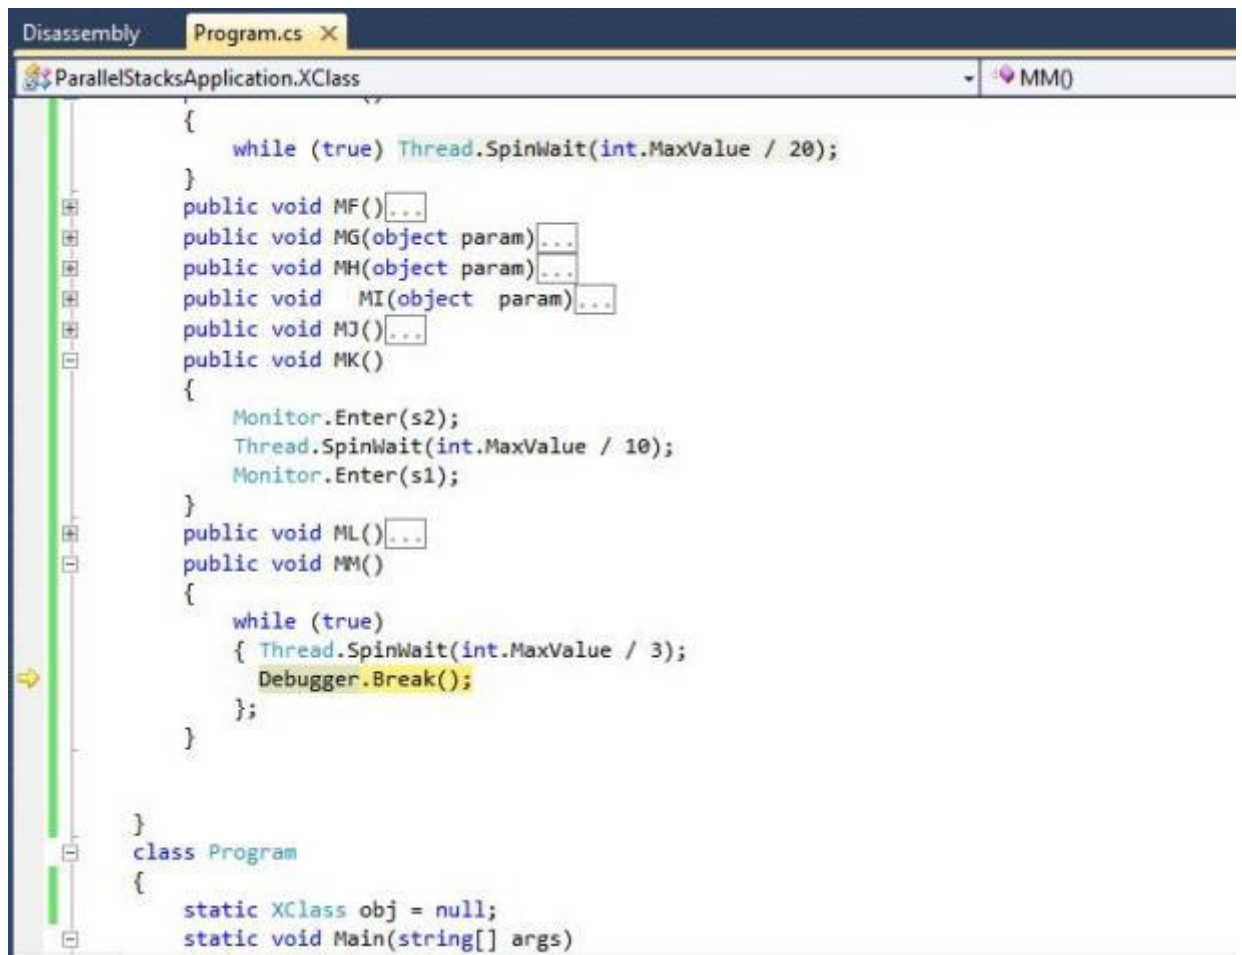 Disassembly Program.cs
ParallelStacksApplication.XClass MM()
{
while (true) Thread.SpinWait(int.MaxValue / 20);
}
public void MF()...
public void MG(object param)...
public void MH(object param)...
public void MI(object param)...
public void MJ()...
public void MK()
{
Monitor.Enter(s2);
Thread.SpinWait(int.MaxValue / 10);
Monitor.Enter(s1);
}
public void ML()...
public void MM()
{
while (true)
{ Thread.SpinWait(int.MaxValue / 3);
Debugger.Break();
};
}
}
class Program
{
static XClass obj = null;
static void Main(string[] args)